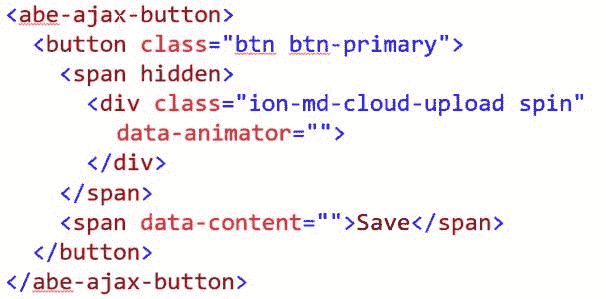 <abe-ajax-button>
<button class="btn btn-primary">
<span hidden>
<div class="ion-md-cloud-upload spin"
data-animator="">
</div>
</span>
<span data-content="">Save</span>
</button>
</abe-ajax-button>